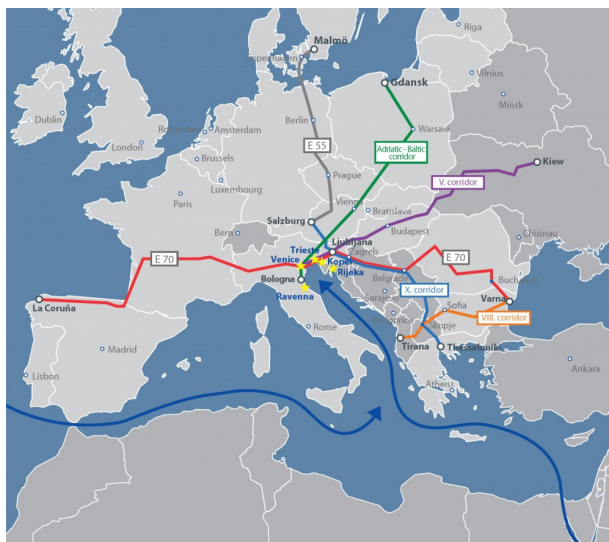 Malmö
Riga
Copenhagen
Gdansk
Vilnius
Minsk
Dublin
Rotterdam
Amsterdam
Berlin
Warsaw
E 55
Adriatic - Baltic
corridor
London
Brussels
Kiew
Prague
V. corridor
Luxembourg
Paris
Vienna
Salzburg
Bratislava
Bern
Budapest
Chisinau
Ljubljana
Trieste
Zagreb
E 70
Venice
Koper
E 70
Rijeka
Belgrade
Bologna
Bucharest
Ravenna
X. corridor
Sarajevo
La Coruña
Varna
Sofia
VIII. corridor
Podgorica
Skopje
Rome
Tirana
Thessaloniki
Madrid
Ankara
Lisbon
Athens